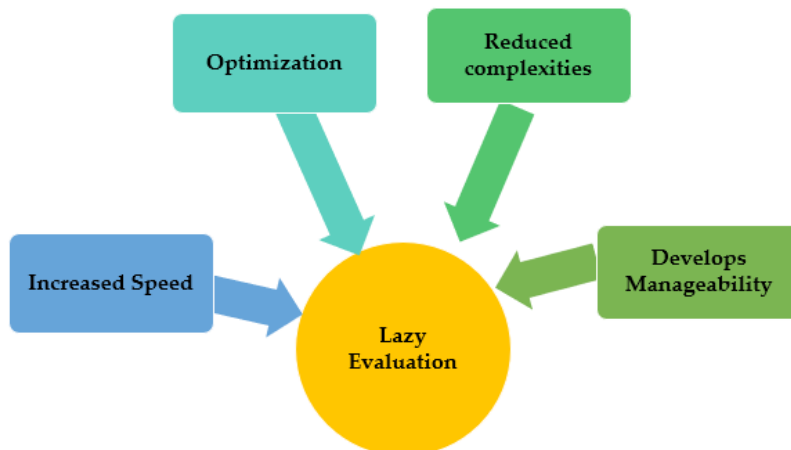 Optimization
Reduced
complexities
Increased Speed
Develops
Manageability
Lazy
Evaluation